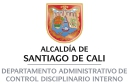 ALCALDÍA DE
SANTIAGO DE CALI
DEPARTAMENTO ADMINISTRATIVO DE
CONTROL DISCIPLINARIO INTERNO